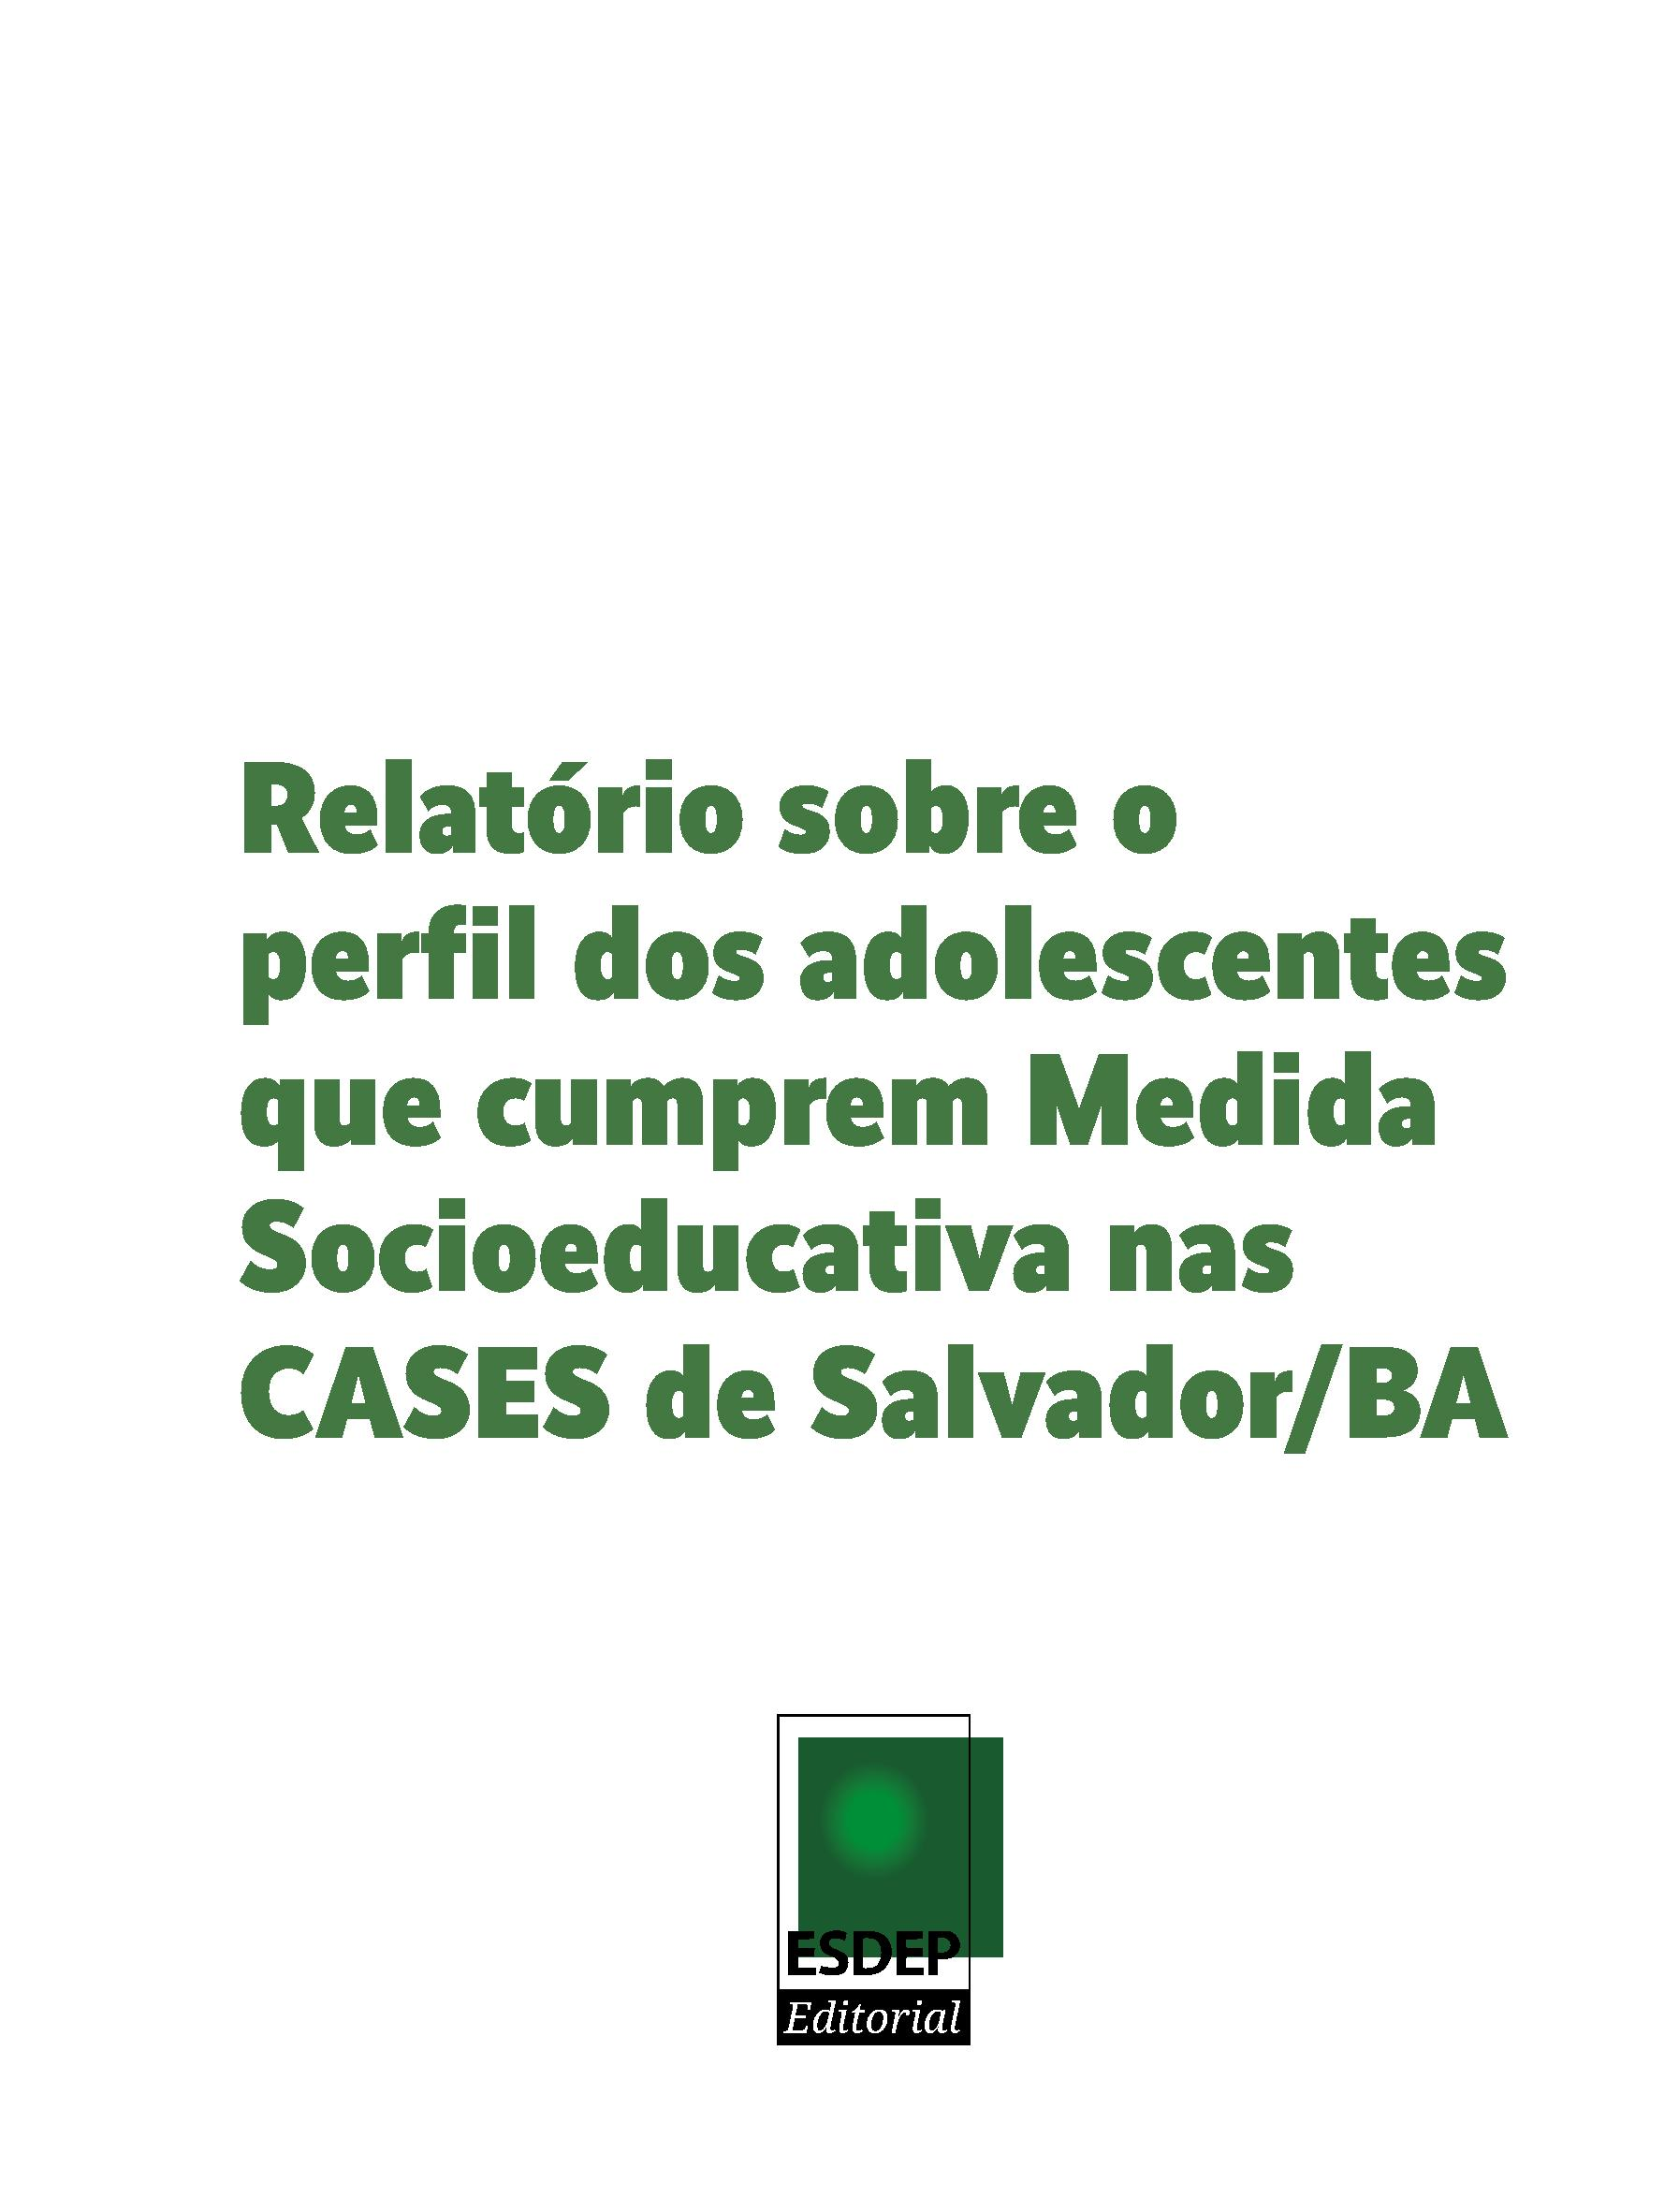 Relatório sobre o
perfil dos adolescentes
que cumprem Medida
Socioeducativa nas
CASES de Salvador/BA
ESDEP
Editorial